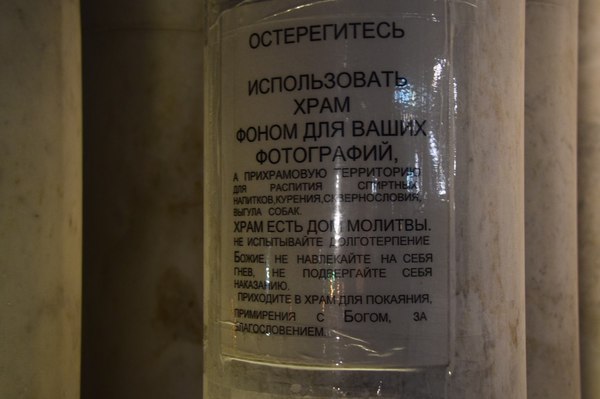 ОСТЕРЕГИТЕСЬ
ИСПОЛЬЗОВАТЬ
ХРАМ
ФОНОМ ДЛЯ ВАШИХ
ФОТОГРАФИЙ,
А ПРИХРАМОВУЮ ТЕРРИТОРИЮ
ДЛЯ РАСПИТИЯ СПИРТНЫХ
НАПИТКОВ,КУРЕНИЯ,СКВЕРНОСЛОВИЯ,
ВЫГУЛА СОБАК.
ХРАМ ЕСТЬ ДОМ МОЛИТВЫ.
НЕ ИСПЫТЫВАЙТЕ ДОЛГОТЕРПЕНИЕ
БОЖИЕ, НЕ НАВЛЕКАЙТЕ НА СЕБЯ
ГНЕВ, НЕ ПОДВЕРГАЙТЕ СЕБЯ
НАКАЗАНИЮ.
ПРИХОДИТЕ В ХРАМ ДЛЯ ПОКАЯНИЯ,
ПРИМИРЕНИЯ С БОГОМ, ЗА
БЛАГОСЛОВЕНИЕМ.